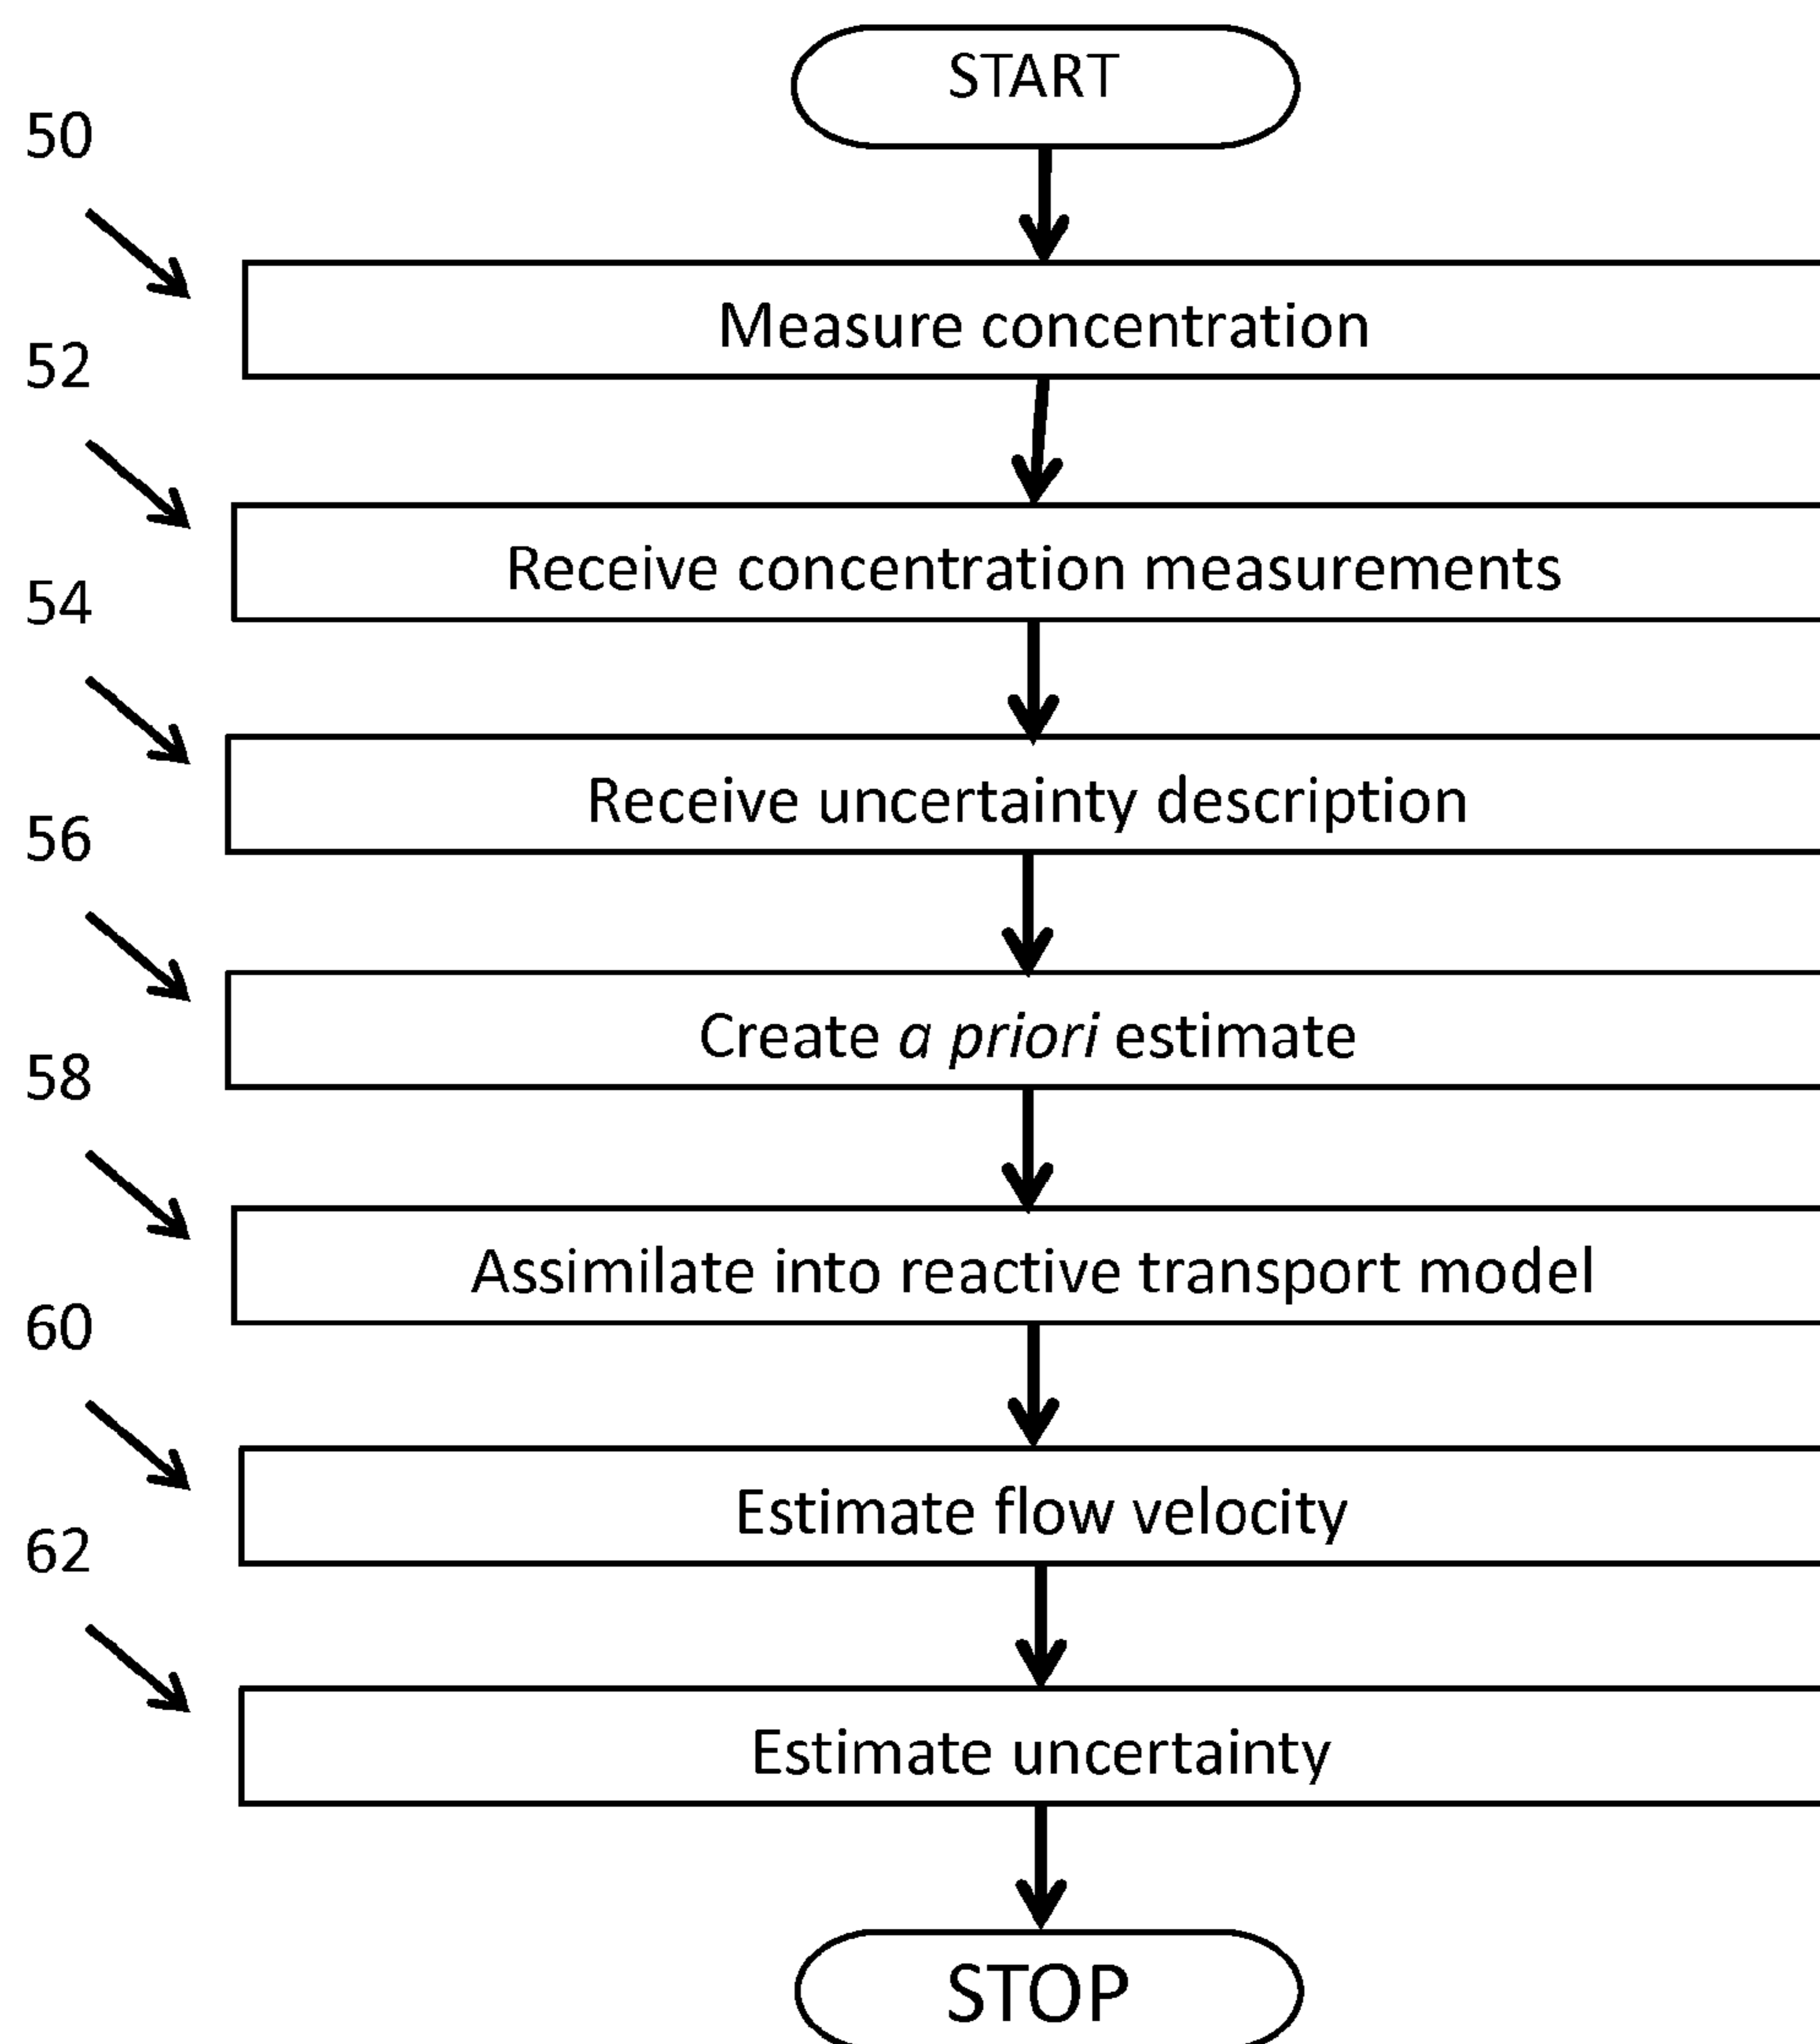 START
50
Measure concentration
52
Receive concentration measurements
54
Receive uncertainty description
56
Create a priori estimate
58
Assimilate into reactive transport model
60
Estimate flow velocity
62
Estimate uncertainty
STOP